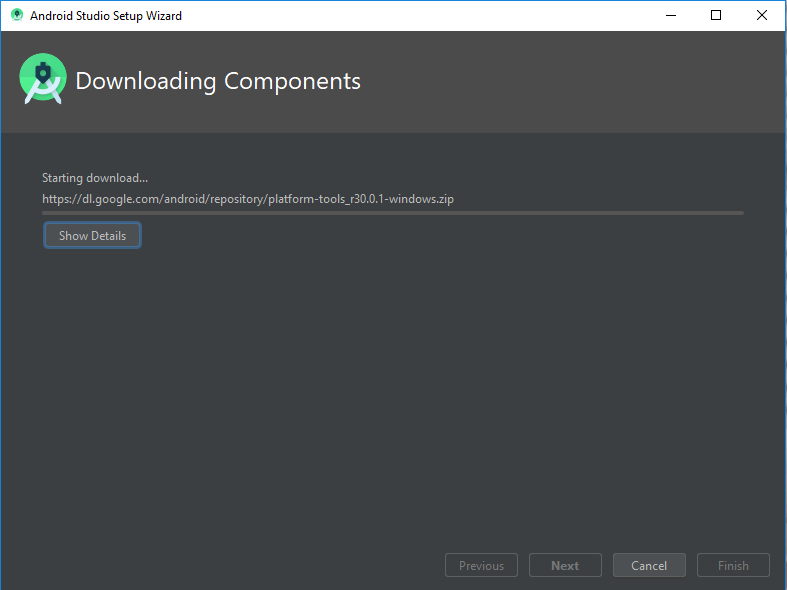 Android Studio Setup Wizard
Downloading Components
Starting download...
https://dl.google.com/android/repository/platform-tools_r30.0.1-windows.zip
Show Details
Previous
Next
Cancel
Finish